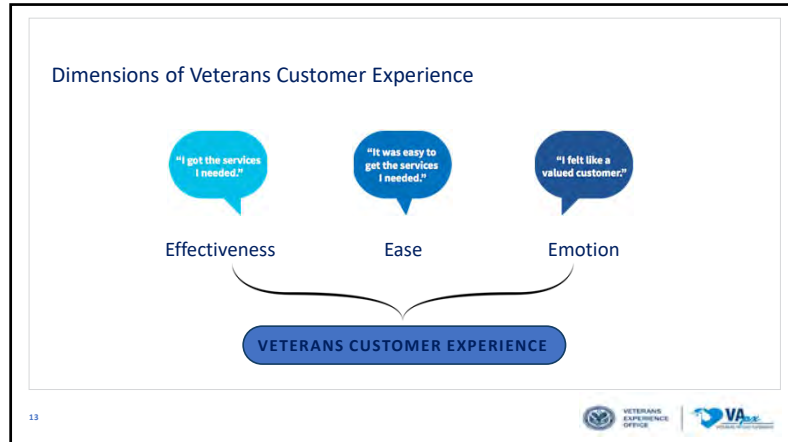 Dimensions of Veterans Customer Experience
“I got the services
I needed.”
“It was easy to
get the services
I needed.”
“I felt like a
valued customer.”
Effectiveness
Ease
Emotion
VETERANS CUSTOMER EXPERIENCE
13
VETERANS
EXPERIENCE
OFFICE
VA